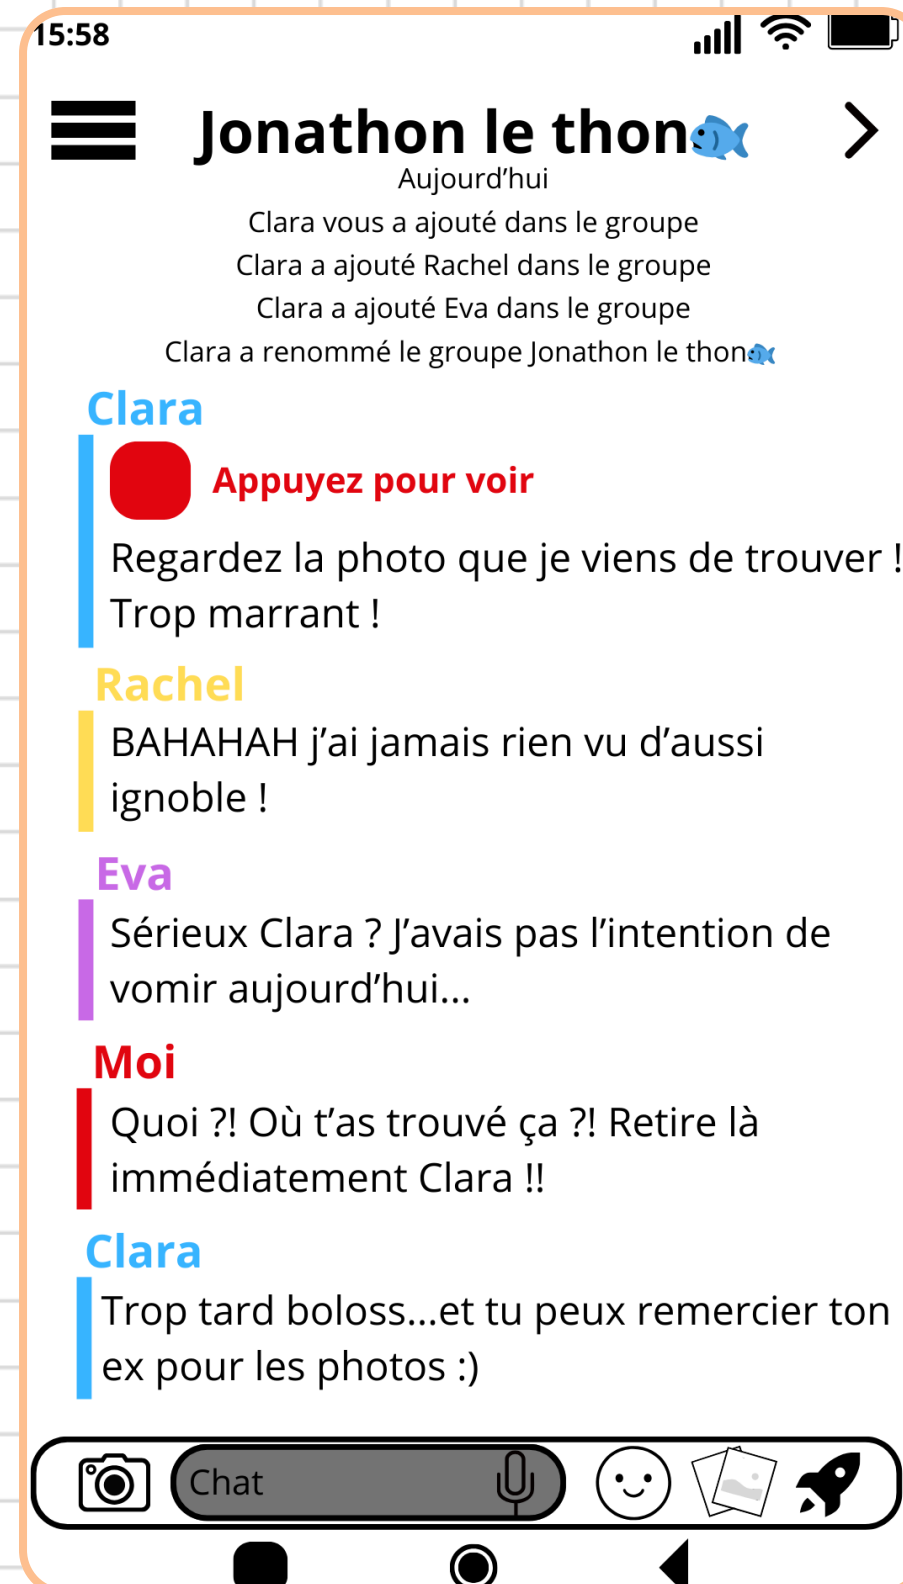 15:58
Jonathon le thon🐟
Aujourd’hui
Clara vous a ajouté dans le groupe
Clara a ajouté Rachel dans le groupe
Clara a ajouté Eva dans le groupe
Clara a renommé le groupe Jonathon le thon🐟
Clara
Appuyez pour voir
Regardez la photo que je viens de trouver !
Trop marrant !
Rachel
BAHAHAH j’ai jamais rien vu d’aussi
ignoble !
Eva
Sérieux Clara ? J’avais pas l’intention de
vomir aujourd’hui...
Moi
Quoi ?! Où t’as trouvé ça ?! Retire là
immédiatement Clara !!
Clara
Trop tard boloss...et tu peux remercier ton
ex pour les photos :)
Chat